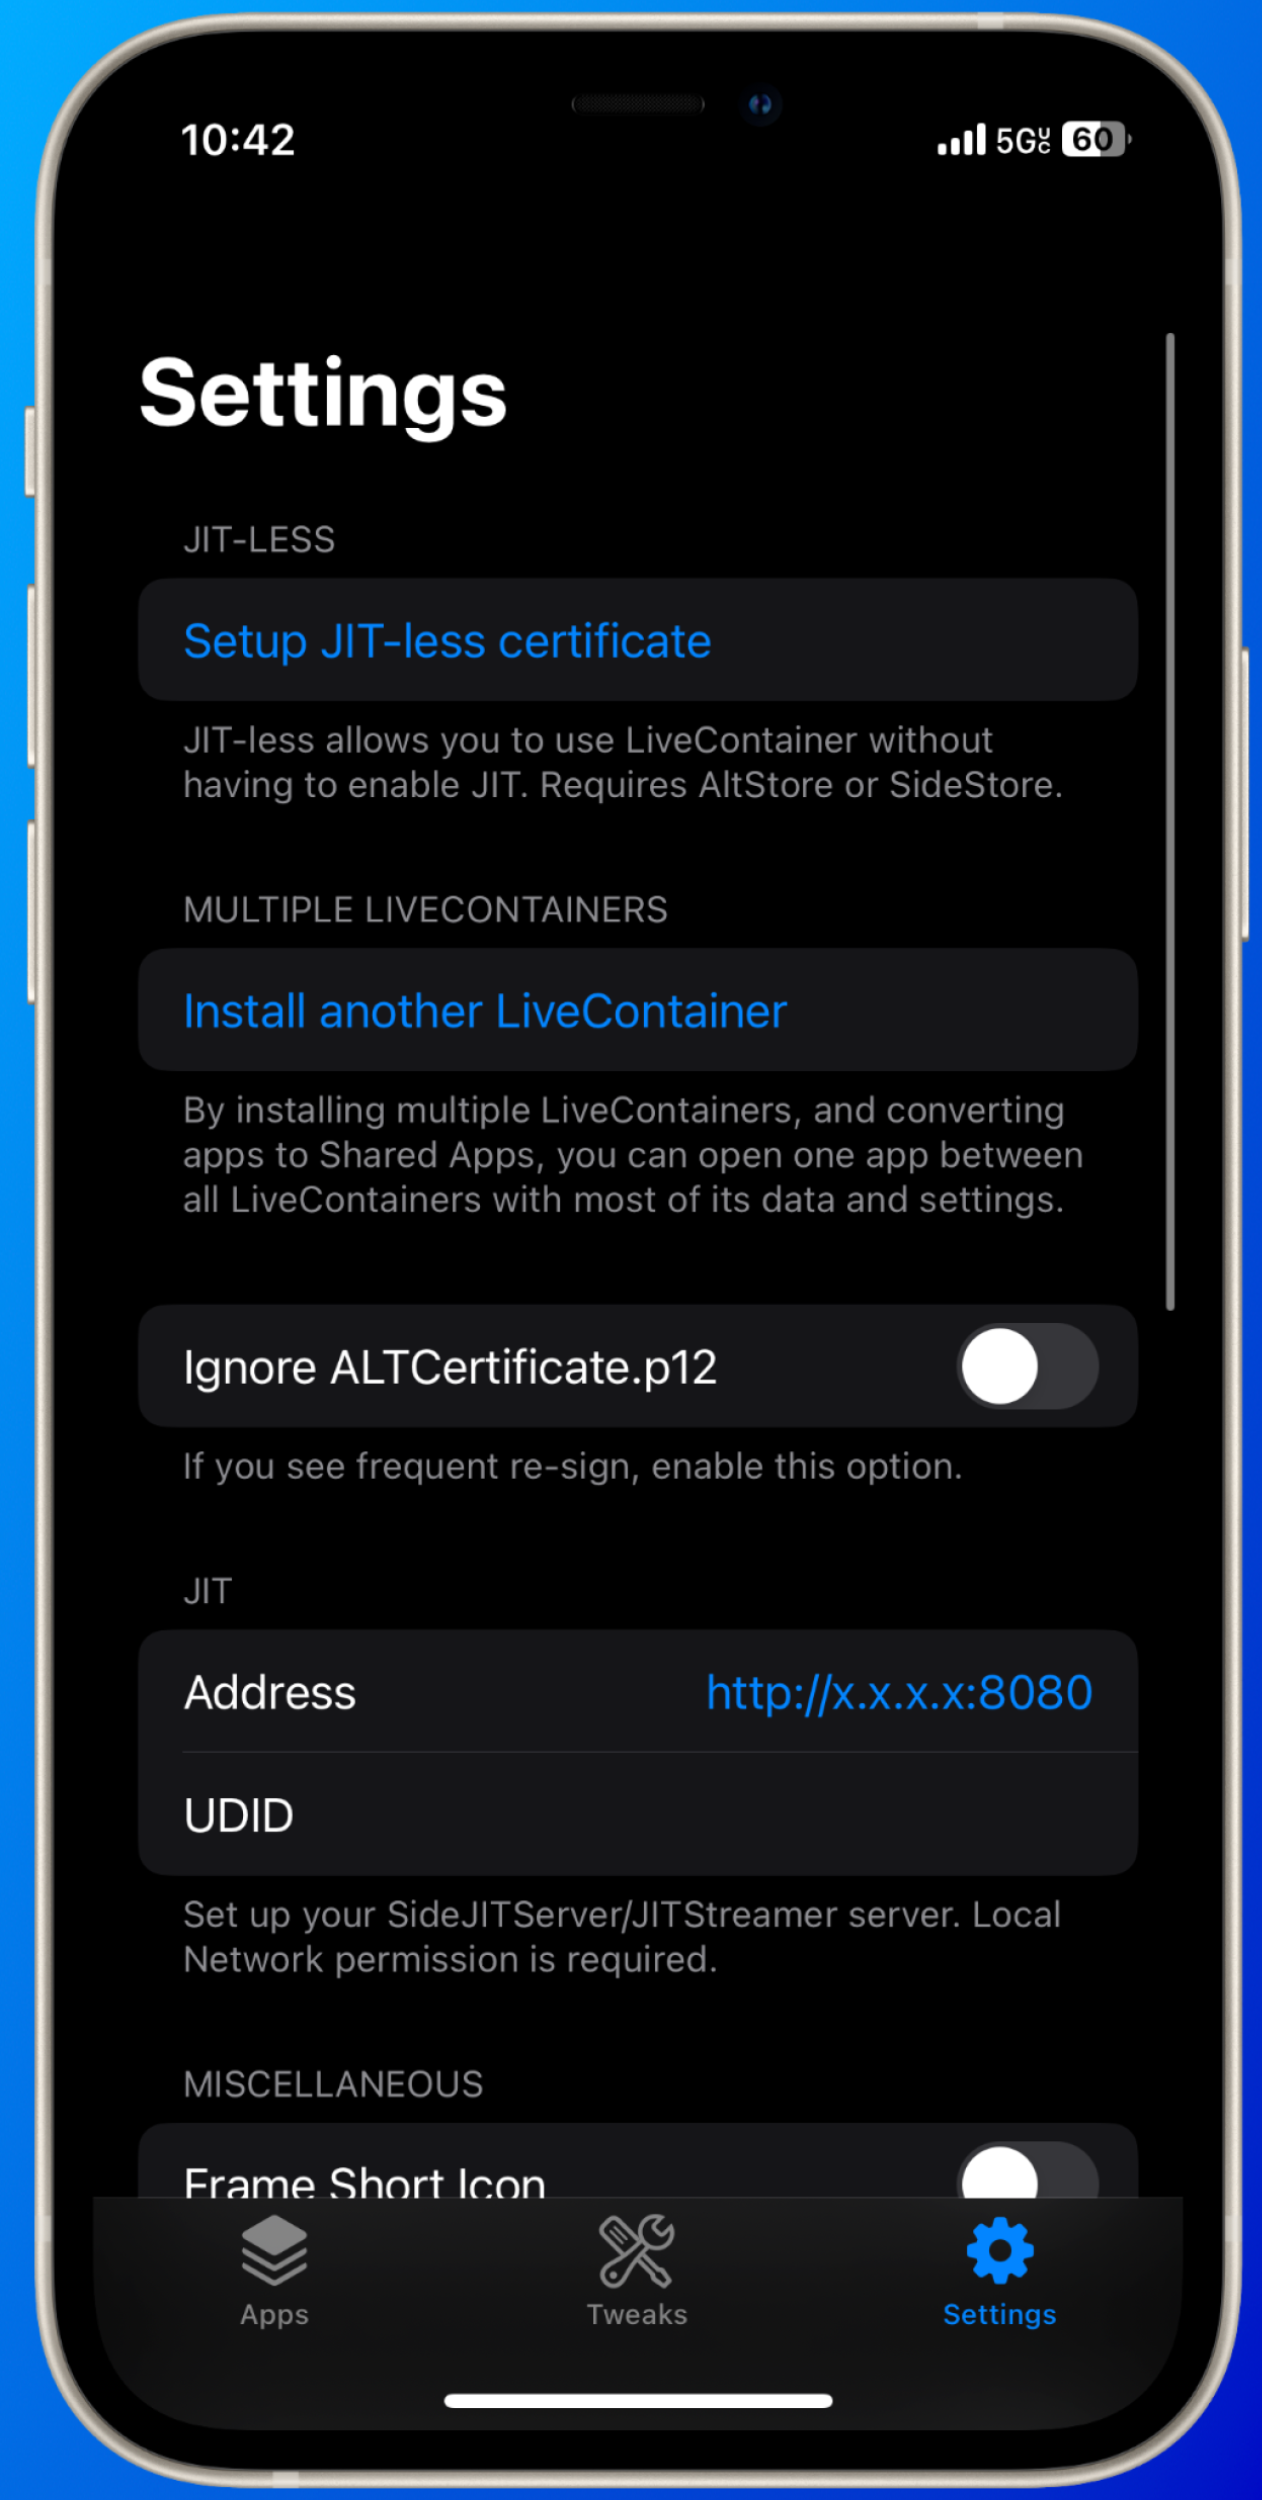 10:42
5GUC 60
Settings
JIT-LESS
Setup JIT-less certificate
JIT-less allows you to use LiveContainer without
having to enable JIT. Requires AltStore or SideStore.
MULTIPLE LIVECONTAINERS
Install another LiveContainer
By installing multiple LiveContainers, and converting
apps to Shared Apps, you can open one app between
all LiveContainers with most of its data and settings.
Ignore ALTCertificate.p12
If you see frequent re-sign, enable this option.
JIT
Address http://x.x.x.x:8080
UDID
Set up your SideJITServer/JITStreamer server. Local
Network permission is required.
MISCELLANEOUS
Frame Short Icon
Apps Tweaks Settings